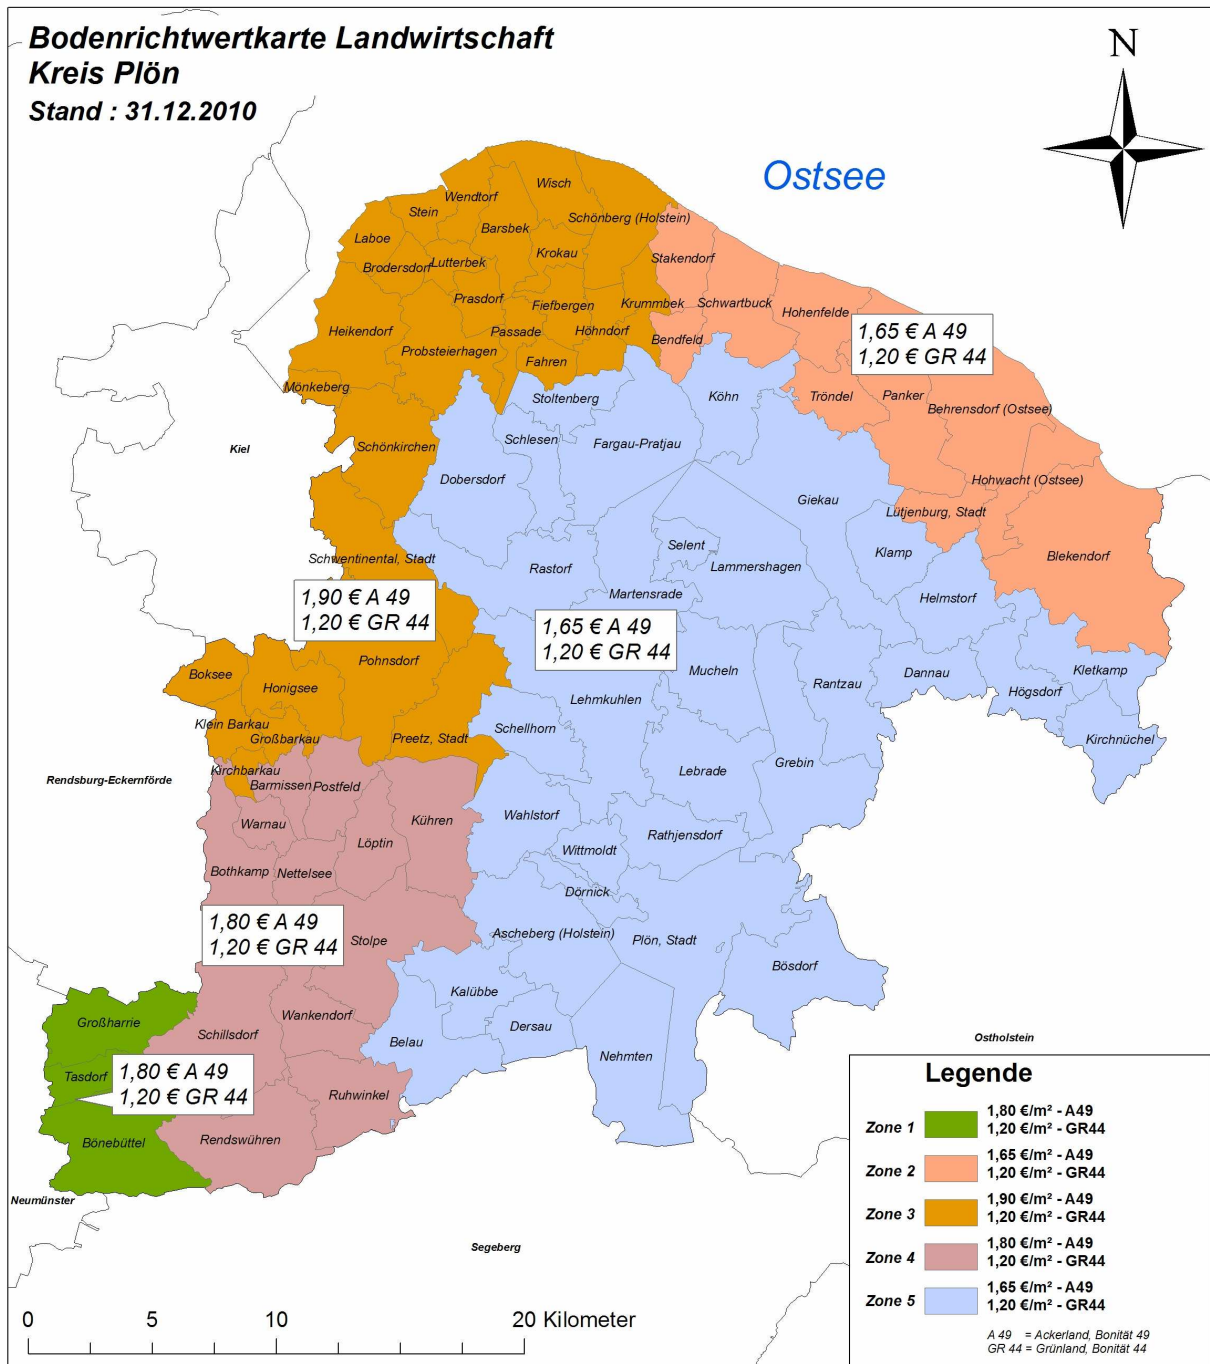 Bodenrichtwertkarte Landwirtschaft
Kreis Plön
Stand : 31.12.2010
N
Ostsee
Wisch
Wendtorf
Stein
Schönberg (Holstein)
Barsbek
Laboe
Krokau
Stakendorf
Lutterbek
Brodersdorf
Prasdorf
Fiefbergen
Krummbek
Schwartbuck
Hohenfelde
Heikendorf
Passade
Höhndorf
Bendfeld
1,65 € A 49
1,20 € GR 44
Probsteierhagen
Fahren
Mönkeberg
Stoltenberg
Köhn
Tröndel
Panker
Behrensdorf (Ostsee)
Schönkirchen
Schlesen
Fargau-Pratjau
Kiel
Dobersdorf
Hohwacht (Ostsee)
Giekau
Lütjenburg, Stadt
Schwentinental, Stadt
Selent
Klamp
Blekendorf
Rastorf
Lammershagen
Martensrade
Helmstorf
1,90 € A 49
1,20 € GR 44
1,65 € A 49
1,20 € GR 44
Pohnsdorf
Boksee
Honigsee
Mucheln
Rantzau
Dannau
Kletkamp
Högsdorf
Lehmkuhlen
Klein Barkau
Großbarkau
Preetz, Stadt
Schellhorn
Kirchnüchel
Kirchbarkau
Barmissen
Postfeld
Lebrade
Grebin
Rendsburg-Eckernförde
Warnau
Kühren
Wahlstorf
Rathjensdorf
Löptin
Wittmoldt
Bothkamp
Nettelsee
Dörnick
1,80 € A 49
1,20 € GR 44
Stolpe
Ascheberg (Holstein)
Plön, Stadt
Bösdorf
Kalübbe
Großharrie
Schillsdorf
Wankendorf
Dersau
Belau
Nehmten
Ostholstein
Tasdorf
1,80 € A 49
1,20 € GR 44
Ruhwinkel
Bönebüttel
Rendswühren
Neumünster
Segeberg
Legende
Zone 1
1,80 €/m² - A49
1,20 €/m² - GR44
Zone 2
1,65 €/m² - A49
1,20 €/m² - GR44
Zone 3
1,90 €/m² - A49
1,20 €/m² - GR44
Zone 4
1,80 €/m² - A49
1,20 €/m² - GR44
Zone 5
1,65 €/m² - A49
1,20 €/m² - GR44
A 49 = Ackerland, Bonität 49
GR 44 = Grünland, Bonität 44
0 5 10 20 Kilometer